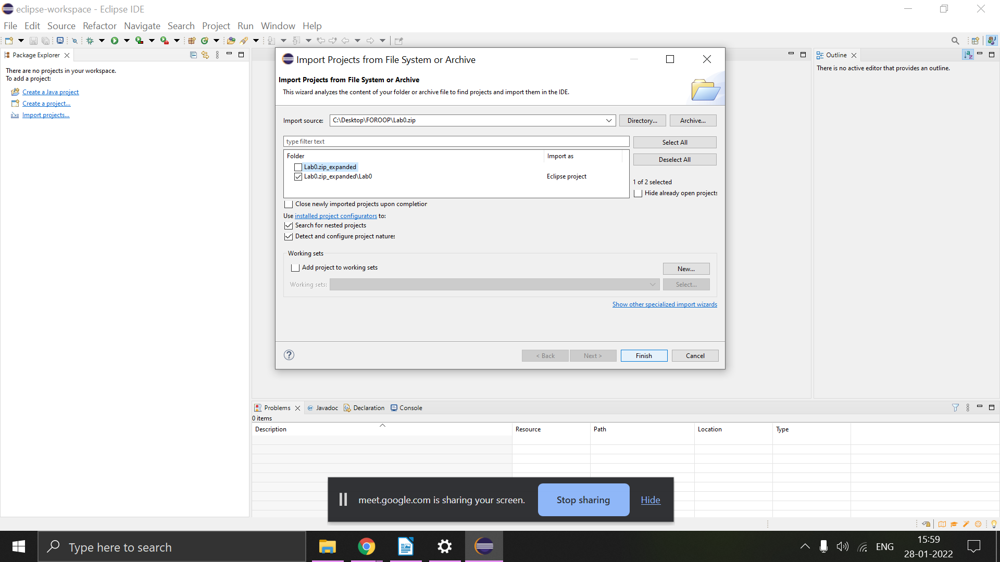 eclipse-workspace - Eclipse IDE
File Edit Source Refactor Navigate Search Project Run Window Help
Package Explorer
There are no projects in your workspace.
To add a project:
Create a Java project
Create a project...
Import projects...
Import Projects from File System or Archive
Import Projects from File System or Archive
This wizard analyzes the content of your folder or archive file to find projects and import them in the IDE.
Import source: C:\Desktop\FOROOP\Lab0.zip Directory... Archive...
type filter text Select All
Folder Import as Deselect All
Lab0.zip_expanded
Lab0.zip_expanded\Lab0 Eclipse project
1 of 2 selected
Hide already open projects
Close newly imported projects upon completion
Use installed project configurators to:
Search for nested projects
Detect and configure project natures
Working sets
Add project to working sets New...
Working sets: Select...
Show other specialized import wizards
? < Back Next > Finish Cancel
Outline
There is no active editor that provides an outline.
Problems @ Javadoc Declaration Console
0 items
Description Resource Path Location Type
meet.google.com is sharing your screen. Stop sharing Hide
Type here to search
ENG
15:59
28-01-2022